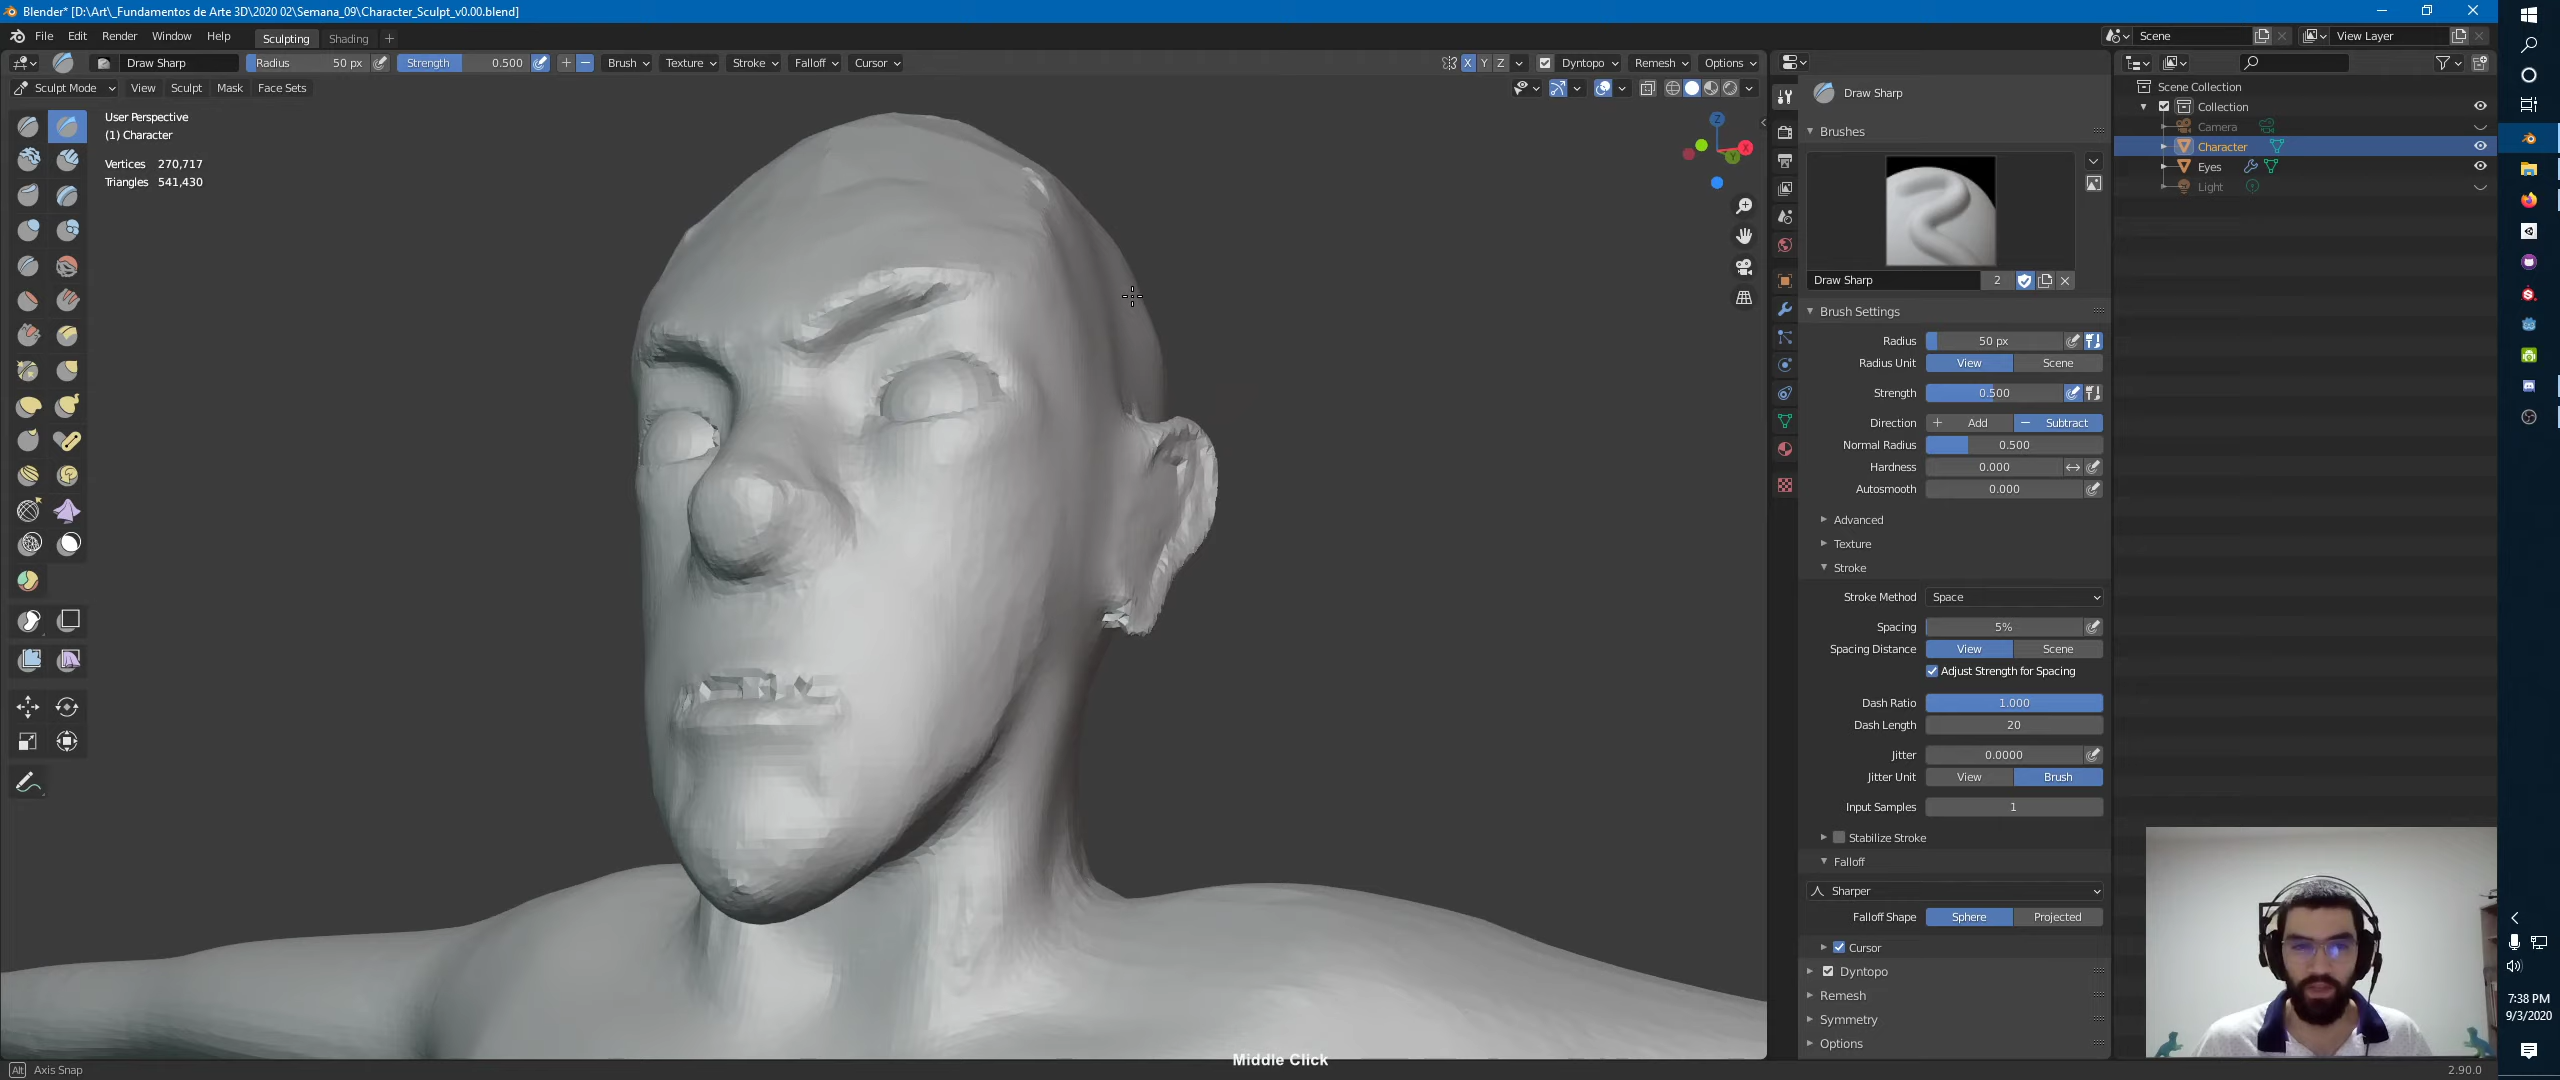 Blender* [D:\Art\_Fundamentos de Arte 3D\2020 02\Semana_09\Character_Sculpt_v0.00.blend]
File Edit Render Window Help Sculpting Shading + Scene View Layer
Draw Sharp Radius 50 px Strength 0.500 Brush Texture Stroke Falloff Cursor X Y Z Dyntopo Remesh Options
Sculpt Mode View Sculpt Mask Face Sets
User Perspective
(1) Character
Vertices 270,717
Triangles 541,430
Z
X
Y
Draw Sharp
Brushes
Draw Sharp 2
Brush Settings
Radius 50 px
Radius Unit View Scene
Strength 0.500
Direction + Add − Subtract
Normal Radius 0.500
Hardness 0.000
Autosmooth 0.000
Advanced
Texture
Stroke
Stroke Method Space
Spacing 5%
Spacing Distance View Scene
Adjust Strength for Spacing
Dash Ratio 1.000
Dash Length 20
Jitter 0.0000
Jitter Unit View Brush
Input Samples 1
Stabilize Stroke
Falloff
Sharper
Falloff Shape Sphere Projected
Cursor
Dyntopo
Remesh
Symmetry
Options
Scene Collection
Collection
Camera
Character
Eyes
Light
7:38 PM
9/3/2020
Middle Click
Alt Axis Snap
2.90.0